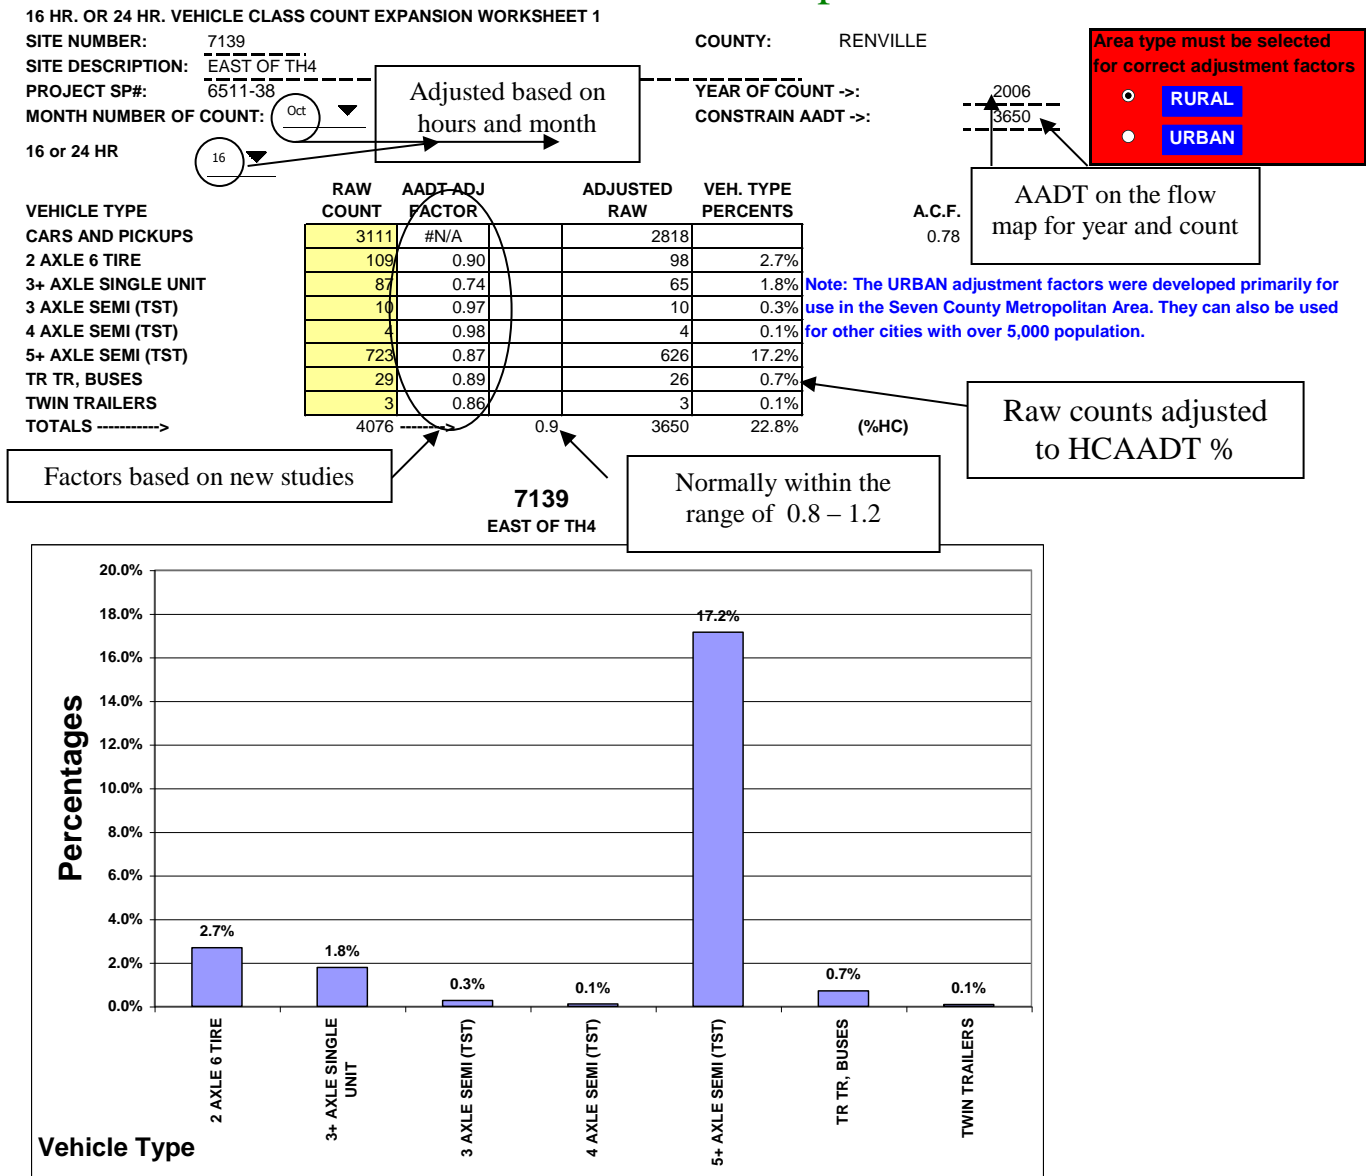 16 HR. OR 24 HR. VEHICLE CLASS COUNT EXPANSION WORKSHEET 1
SITE NUMBER: 7139 COUNTY: RENVILLE
SITE DESCRIPTION: EAST OF TH4
PROJECT SP#: 6511-38 YEAR OF COUNT ->: 2006
MONTH NUMBER OF COUNT: Oct CONSTRAIN AADT ->: 3650
16 or 24 HR 16
Adjusted based on
hours and month
Area type must be selected
for correct adjustment factors
RURAL
URBAN
AADT on the flow
map for year and count
VEHICLE TYPE RAW COUNT AADT ADJ FACTOR ADJUSTED RAW VEH. TYPE PERCENTS A.C.F.
CARS AND PICKUPS 3111 #N/A 2818 0.78
2 AXLE 6 TIRE 109 0.90 98 2.7%
3+ AXLE SINGLE UNIT 87 0.74 65 1.8%
3 AXLE SEMI (TST) 10 0.97 10 0.3%
4 AXLE SEMI (TST) 4 0.98 4 0.1%
5+ AXLE SEMI (TST) 723 0.87 626 17.2%
TR TR, BUSES 29 0.89 26 0.7%
TWIN TRAILERS 3 0.86 3 0.1%
TOTALS -----------> 4076 --------> 0.9 3650 22.8% (%HC)
Note: The URBAN adjustment factors were developed primarily for
use in the Seven County Metropolitan Area. They can also be used
for other cities with over 5,000 population.
Raw counts adjusted
to HCAADT %
Factors based on new studies
Normally within the
range of 0.8 – 1.2
7139
EAST OF TH4
20.0%
18.0%
16.0%
14.0%
12.0%
10.0%
8.0%
6.0%
4.0%
2.0%
0.0%
Percentages
2.7%
1.8%
0.3%
0.1%
17.2%
0.7%
0.1%
2 AXLE 6 TIRE
3+ AXLE SINGLE
UNIT
3 AXLE SEMI (TST)
4 AXLE SEMI (TST)
5+ AXLE SEMI (TST)
TR TR, BUSES
TWIN TRAILERS
Vehicle Type